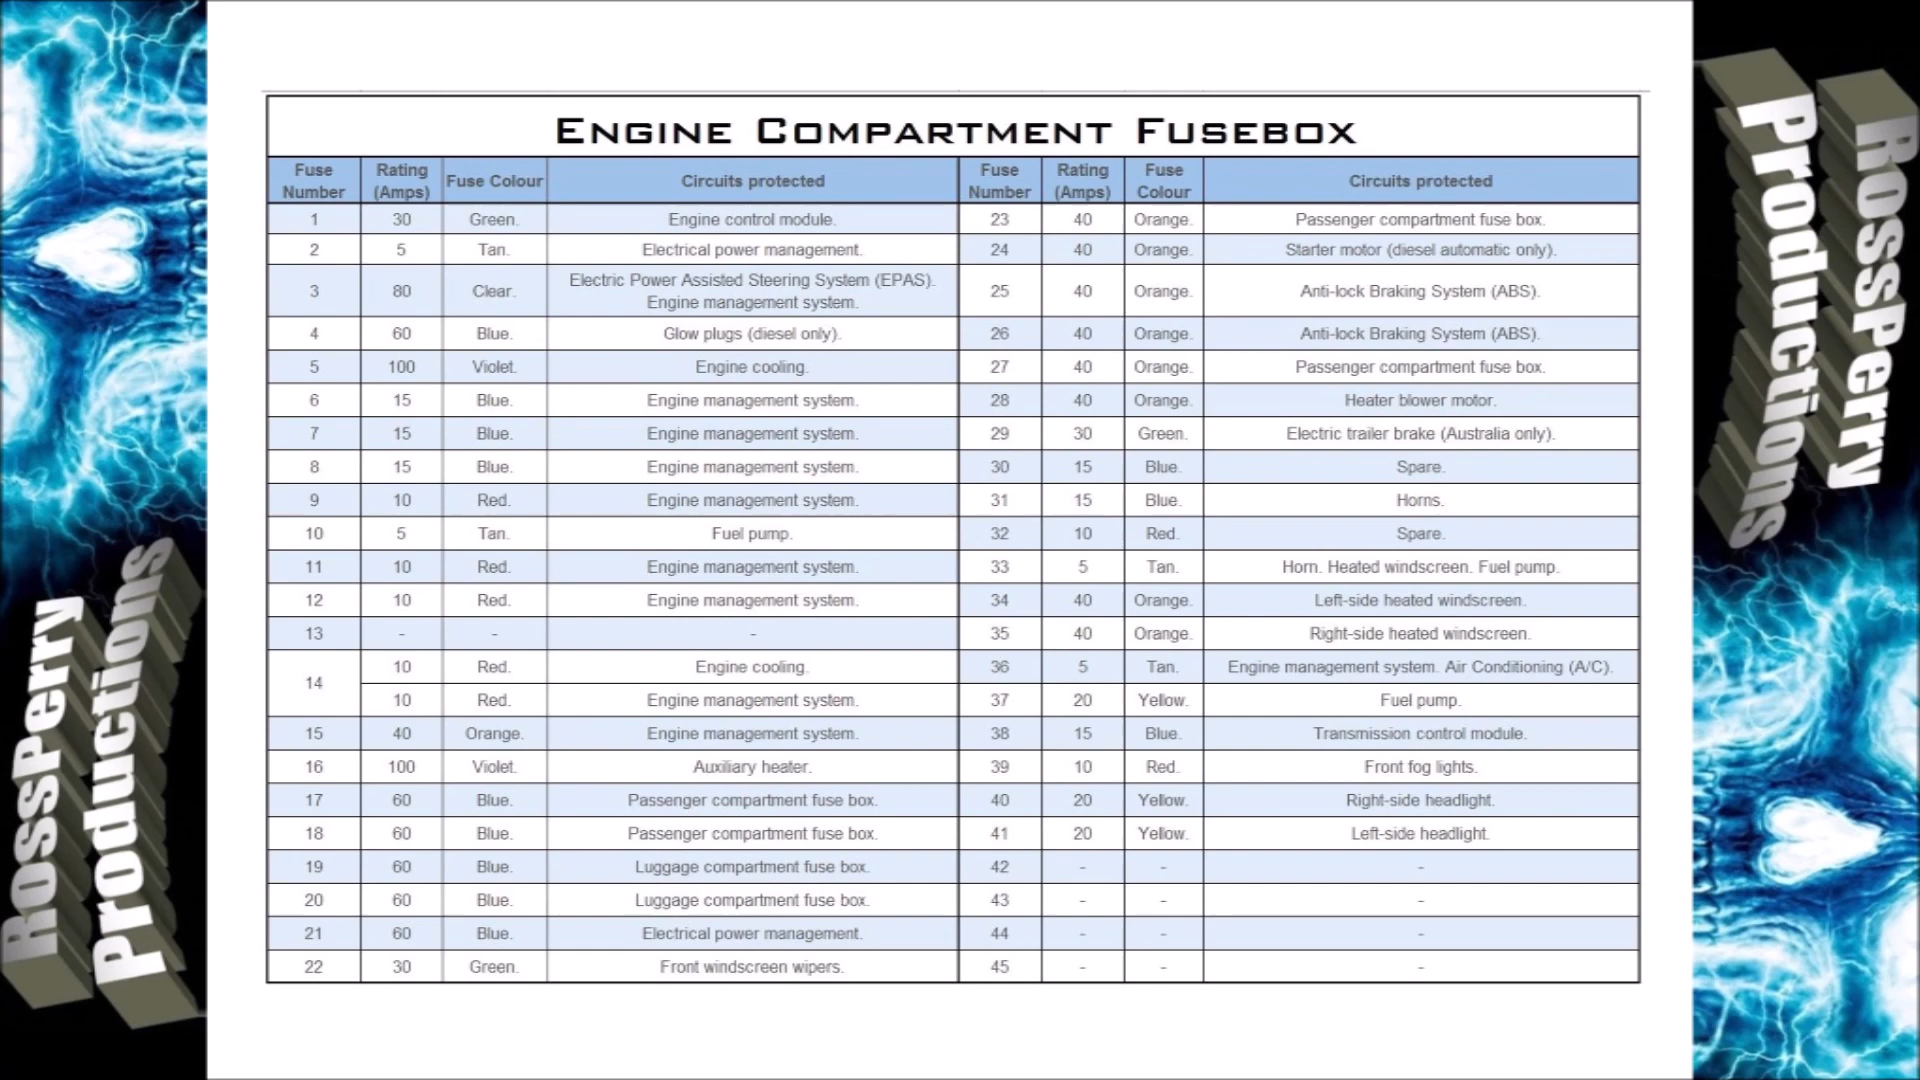 ENGINE COMPARTMENT FUSEBOX
Fuse Number Rating (Amps) Fuse Colour Circuits protected Fuse Number Rating (Amps) Fuse Colour Circuits protected
1 30 Green. Engine control module. 23 40 Orange. Passenger compartment fuse box.
2 5 Tan. Electrical power management. 24 40 Orange. Starter motor (diesel automatic only).
3 80 Clear. Electric Power Assisted Steering System (EPAS). Engine management system. 25 40 Orange. Anti-lock Braking System (ABS).
4 60 Blue. Glow plugs (diesel only). 26 40 Orange. Anti-lock Braking System (ABS).
5 100 Violet. Engine cooling. 27 40 Orange. Passenger compartment fuse box.
6 15 Blue. Engine management system. 28 40 Orange. Heater blower motor.
7 15 Blue. Engine management system. 29 30 Green. Electric trailer brake (Australia only).
8 15 Blue. Engine management system. 30 15 Blue. Spare.
9 10 Red. Engine management system. 31 15 Blue. Horns.
10 5 Tan. Fuel pump. 32 10 Red. Spare.
11 10 Red. Engine management system. 33 5 Tan. Horn. Heated windscreen. Fuel pump.
12 10 Red. Engine management system. 34 40 Orange. Left-side heated windscreen.
13 - - - 35 40 Orange. Right-side heated windscreen.
14 10 Red. Engine cooling. 36 5 Tan. Engine management system. Air Conditioning (A/C).
10 Red. Engine management system. 37 20 Yellow. Fuel pump.
15 40 Orange. Engine management system. 38 15 Blue. Transmission control module.
16 100 Violet. Auxiliary heater. 39 10 Red. Front fog lights.
17 60 Blue. Passenger compartment fuse box. 40 20 Yellow. Right-side headlight.
18 60 Blue. Passenger compartment fuse box. 41 20 Yellow. Left-side headlight.
19 60 Blue. Luggage compartment fuse box. 42 - - -
20 60 Blue. Luggage compartment fuse box. 43 - - -
21 60 Blue. Electrical power management. 44 - - -
22 30 Green. Front windscreen wipers. 45 - - -
RossPerry
Productions
RossPerry
Productions